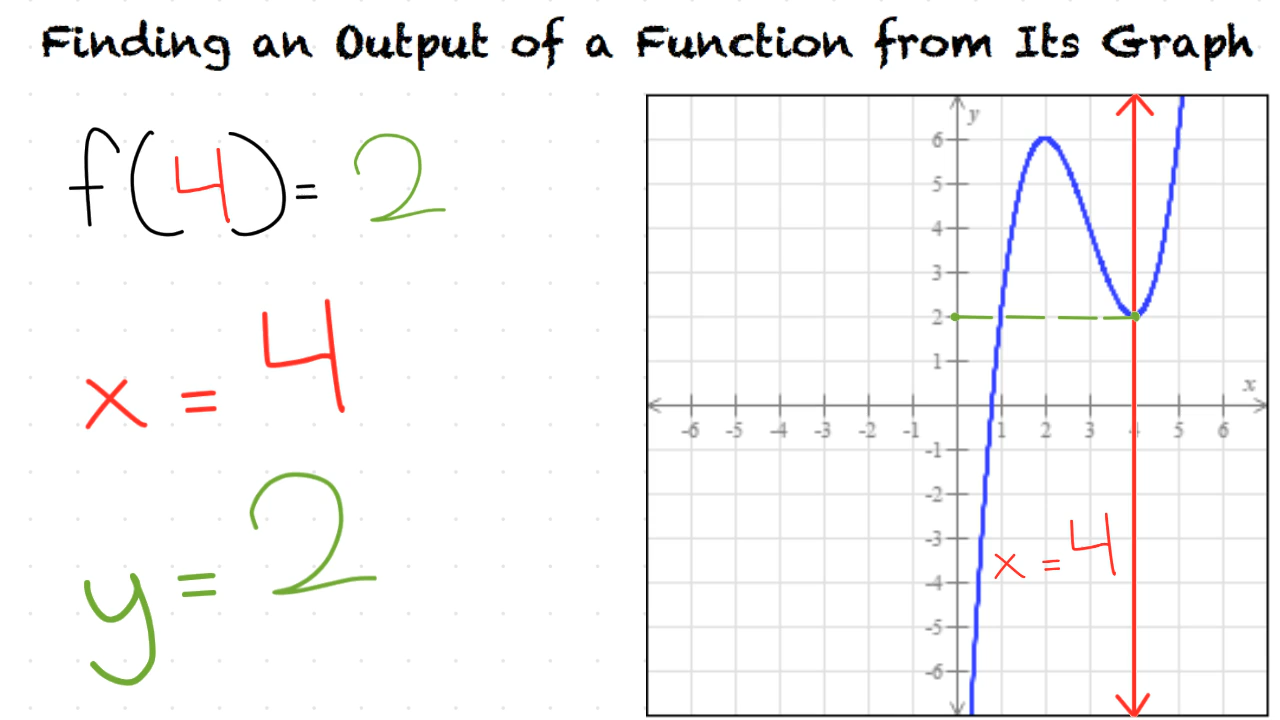 Finding an Output of a Function from Its Graph
f(4)= 2
x = 4
y = 2
y
6
5
4
3
2
1
x
-6 -5 -4 -3 -2 -1 1 2 3 4 5 6
-1
-2
-3
-4
-5
-6
x = 4